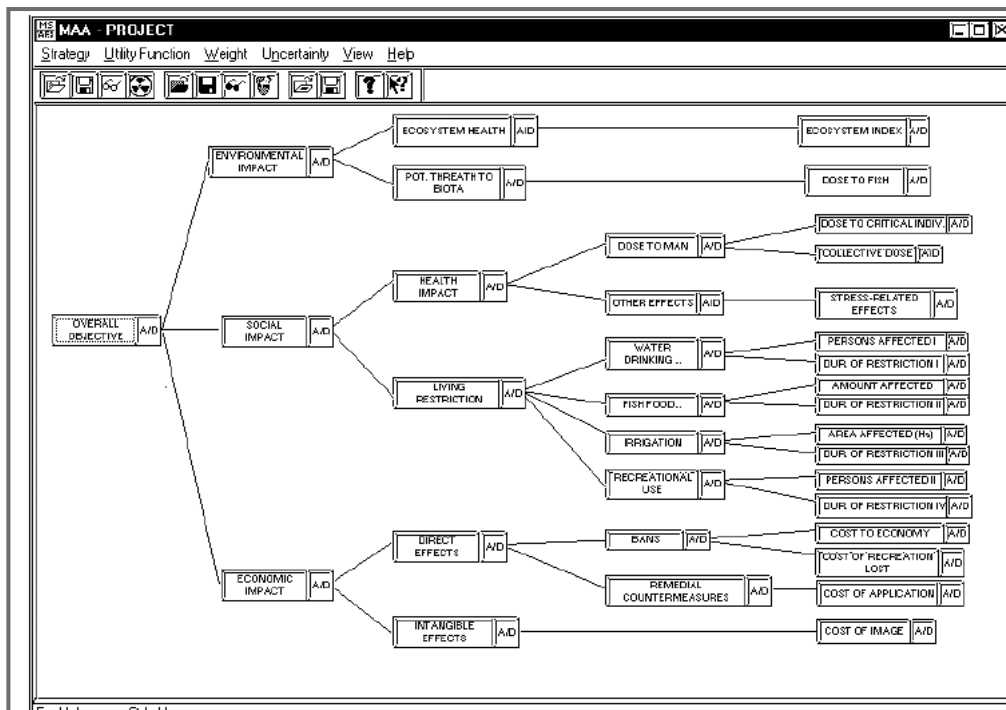 MAA - PROJECT
Strategy Utility Function Weight Uncertainty View Help
ECOSYSTEM HEALTH A/D
ECOSYSTEM INDEX A/D
ENVIRONMENTAL
IMPACT A/D
POT. THREATH TO
BIOTA A/D
DOSE TO FISH A/D
DOSE TO CRITICAL INDIV. A/D
DOSE TO MAN A/D
COLLECTIVE DOSE A/D
HEALTH
IMPACT A/D
OTHER EFFECTS A/D
STRESS-RELATED
EFFECTS A/D
OVERALL
OBJECTIVE A/D
SOCIAL
IMPACT A/D
WATER
DRINKING ... A/D
PERSONS AFFECTED I A/D
DUR. OF RESTRICTION I A/D
LIVING
RESTRICTION A/D
FISH FOOD... A/D
AMOUNT AFFECTED A/D
DUR. OF RESTRICTION II A/D
IRRIGATION A/D
AREA AFFECTED (Ha) A/D
DUR. OF RESTRICTION III A/D
RECREATIONAL
USE A/D
PERSONS AFFECTED II A/D
DUR. OF RESTRICTION IV A/D
DIRECT
EFFECTS A/D
BANS A/D
COST TO ECONOMY A/D
COST OF RECREATION
LOST A/D
ECONOMIC
IMPACT A/D
REMEDIAL
COUNTERMEASURES A/D
COST OF APPLICATION A/D
INTANGIBLE
EFFECTS A/D
COST OF IMAGE A/D